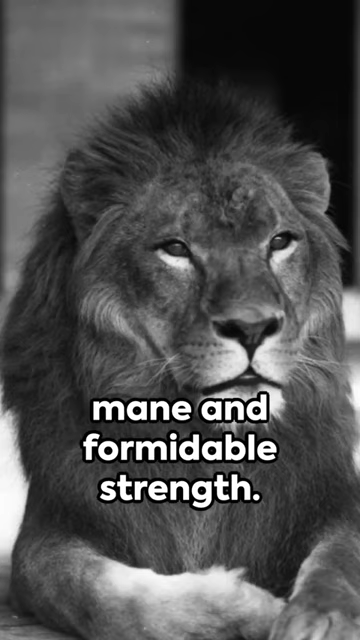 mane and
formidable
strength.